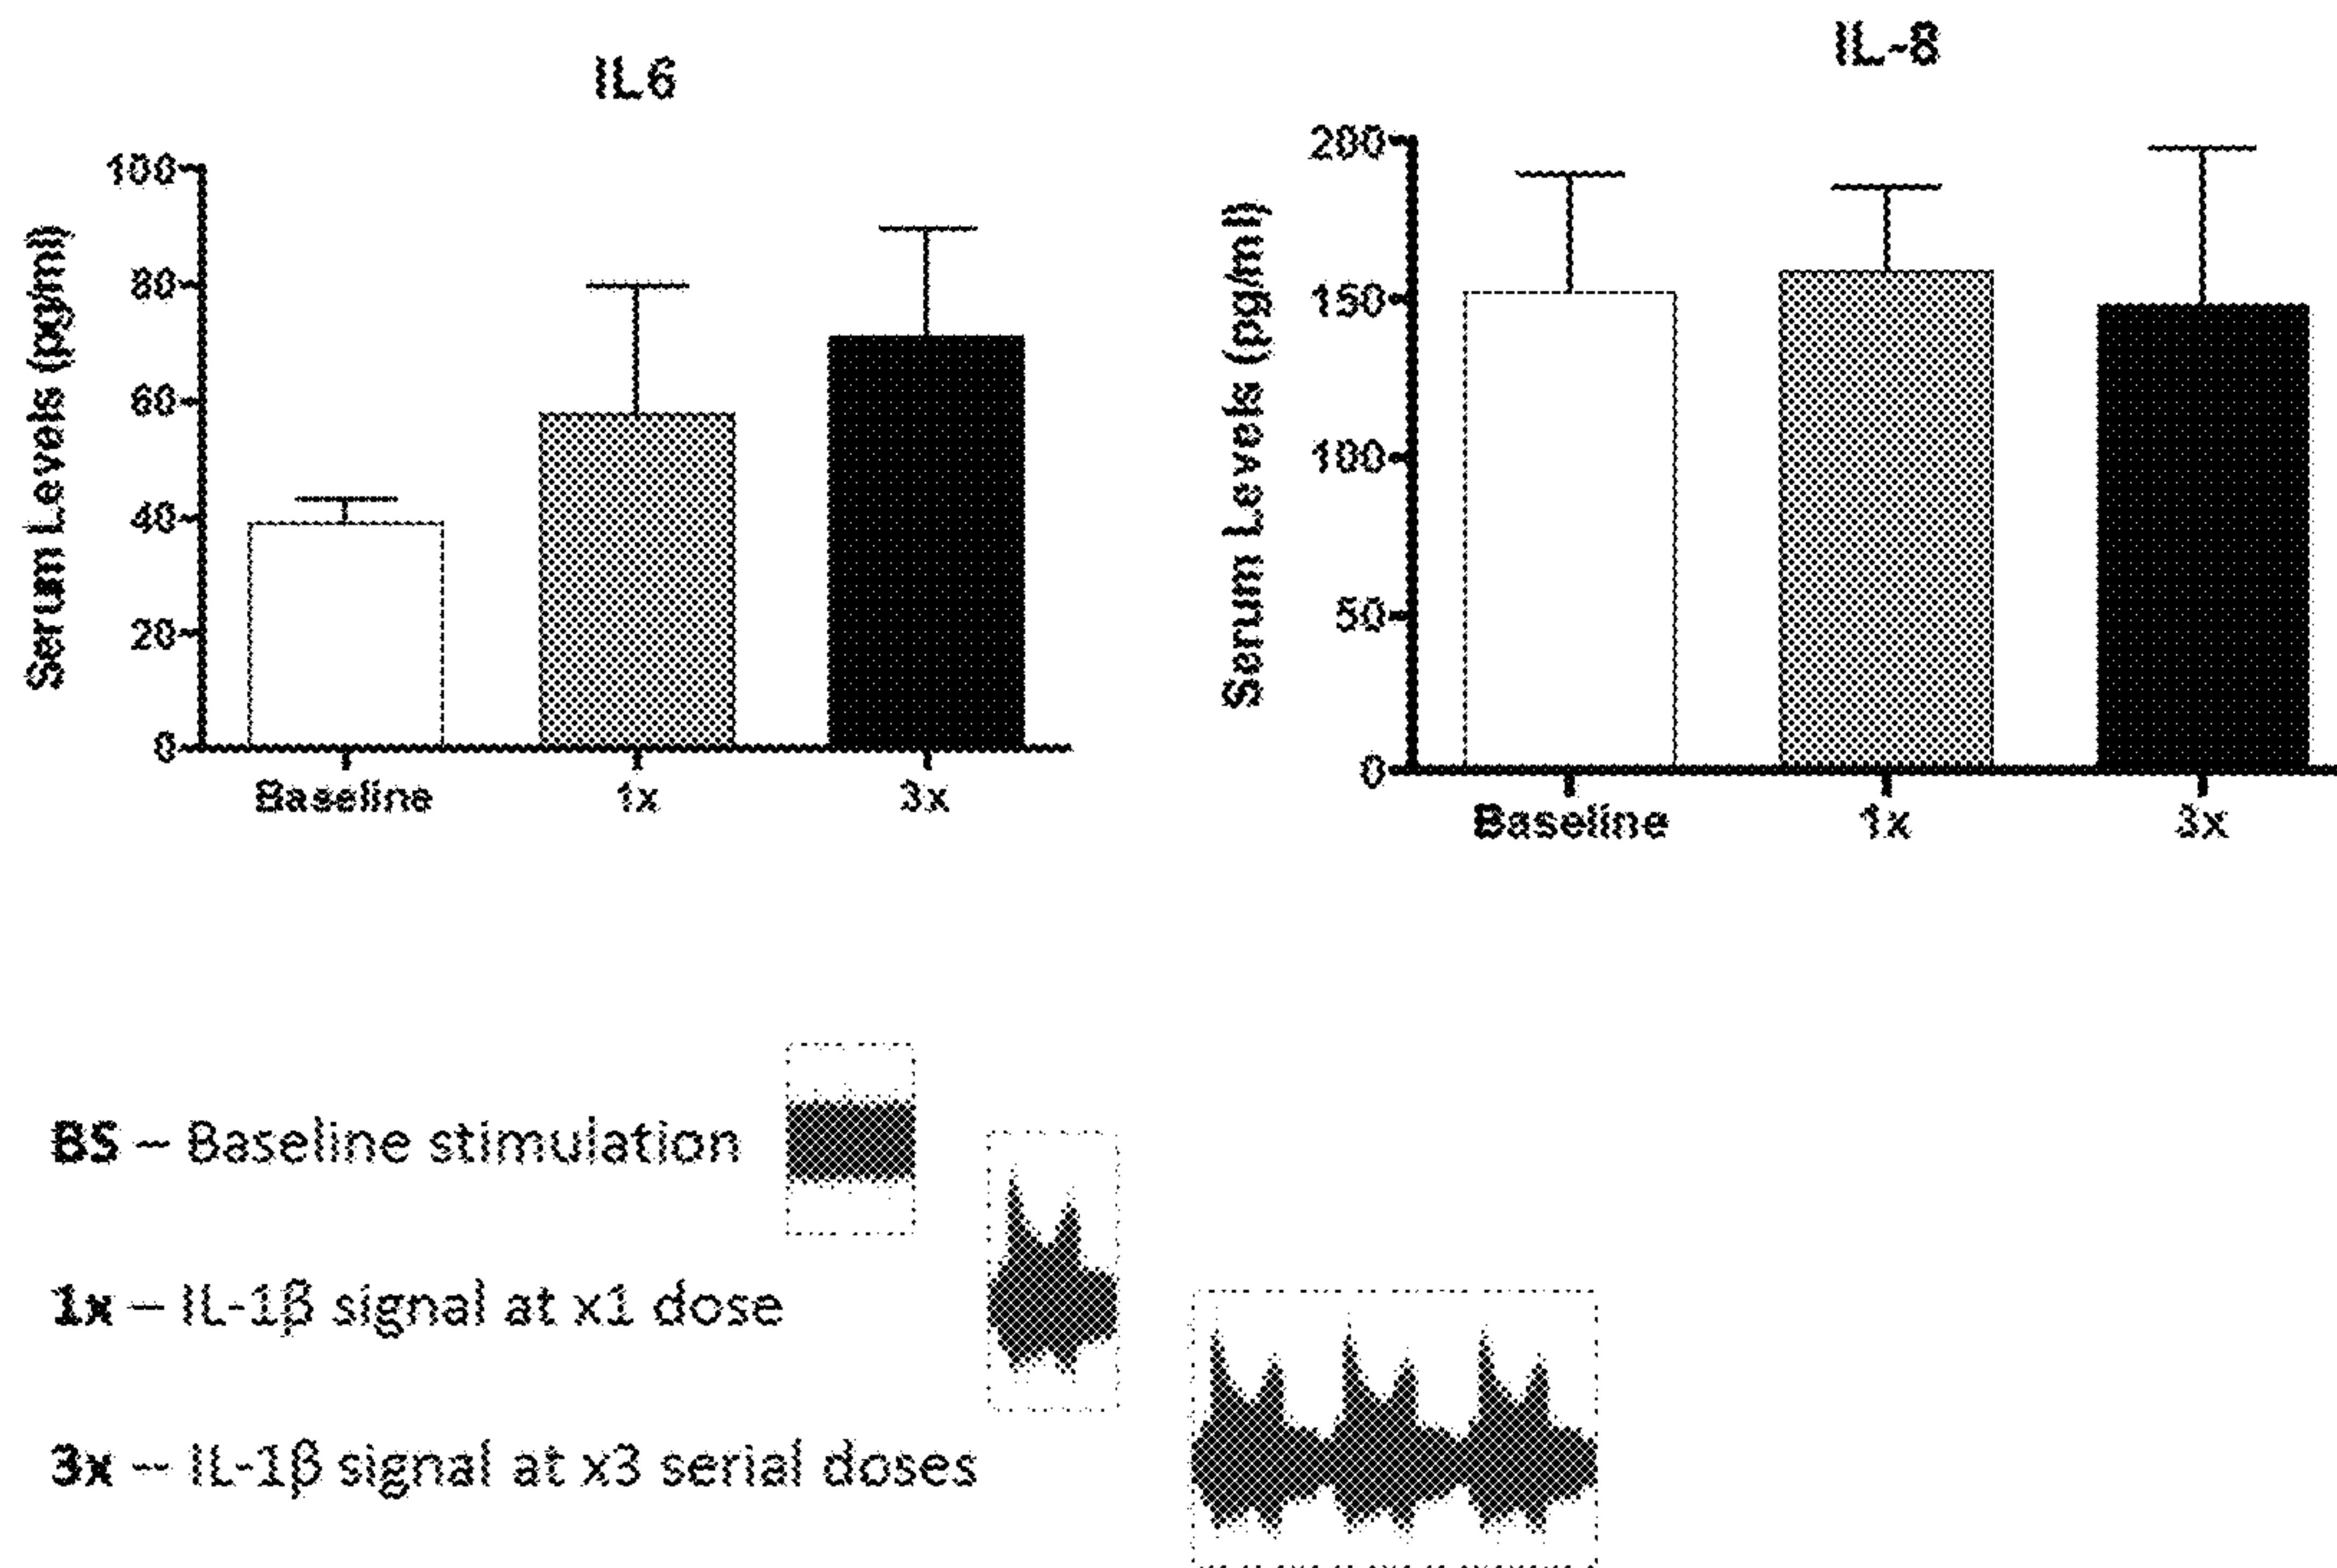 IL6
100
80
60
40
20
0
Serum Levels (pg/ml)
Baseline 1x 3x
IL-8
200
150
100
50
0
Serum Levels (pg/ml)
Baseline 1x 3x
BS – Baseline stimulation
1x – IL-1β signal at x1 dose
3x – IL-1β signal at x3 serial doses